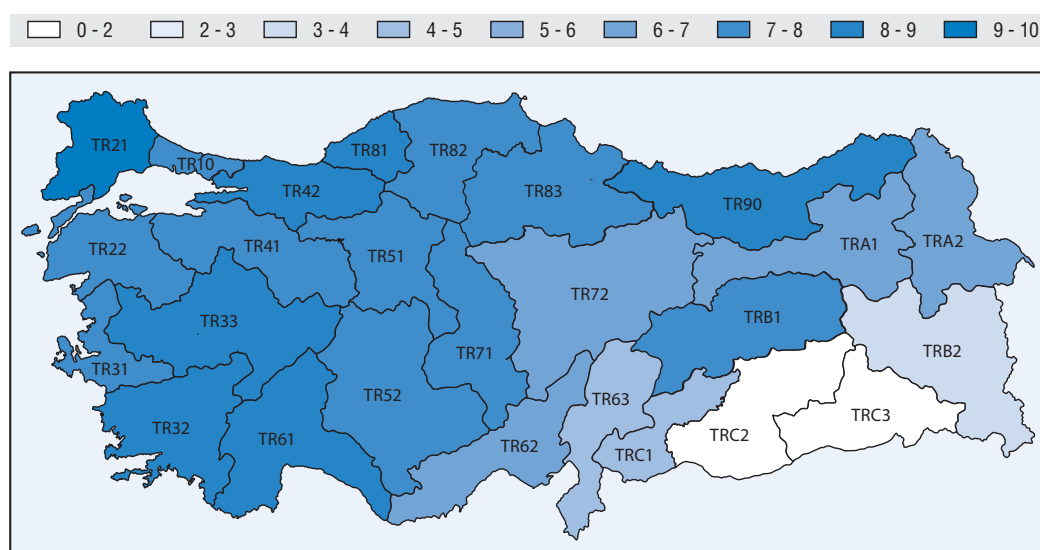 0 - 2 2 - 3 3 - 4 4 - 5 5 - 6 6 - 7 7 - 8 8 - 9 9 - 10
TR21
TR10
TR81
TR82
TR42
TR83
TR90
TR22
TR41
TR51
TRA1
TRA2
TR72
TR33
TRB1
TR71
TRB2
TR31
TR52
TR63
TR32
TR61
TR62
TRC1
TRC2
TRC3